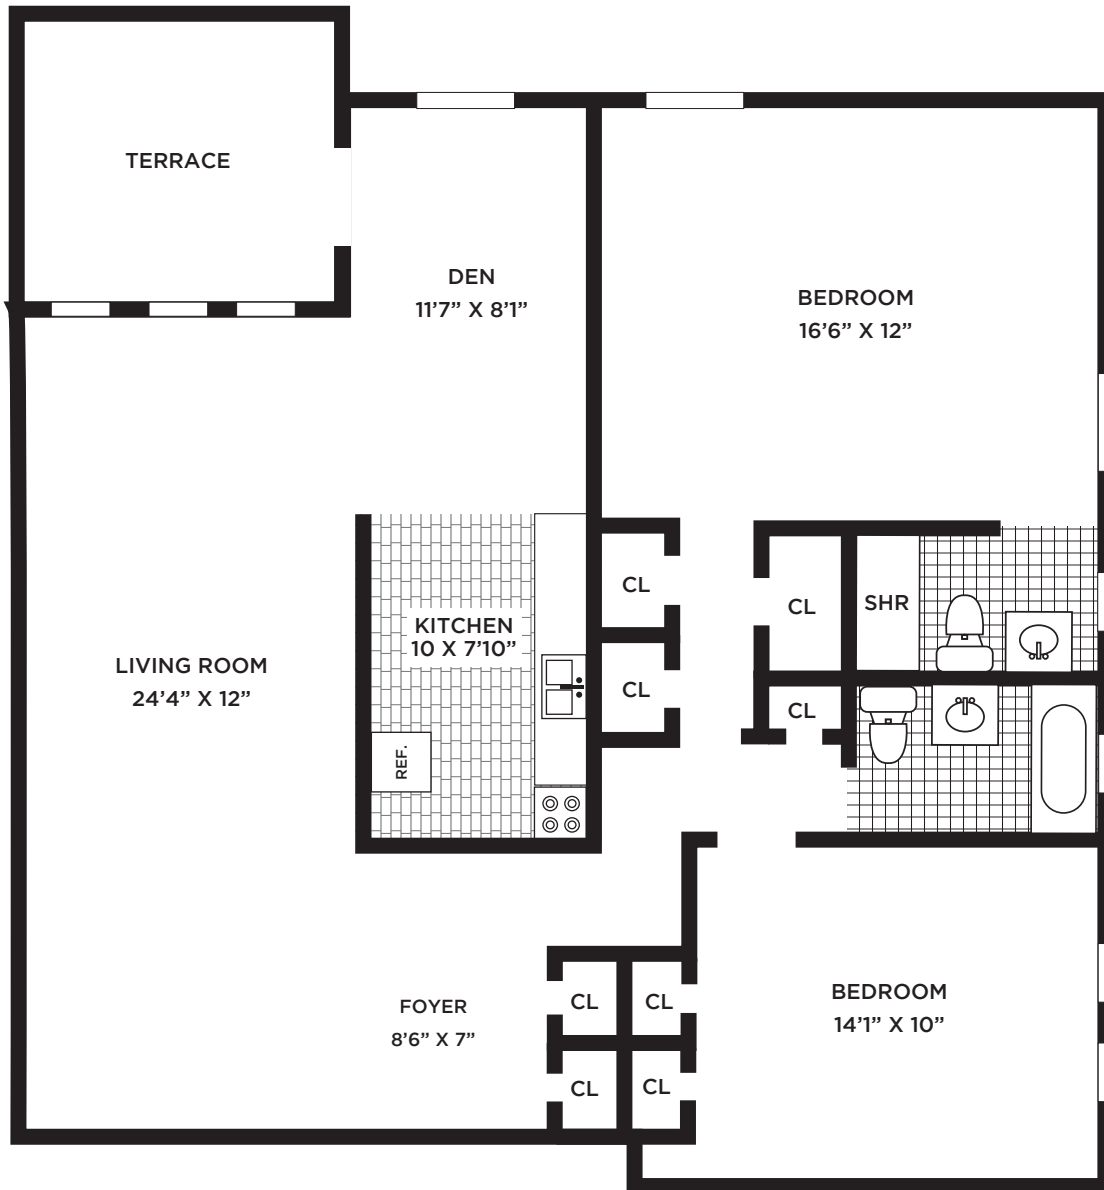 TERRACE
DEN
11’7” X 8’1”
BEDROOM
16’6” X 12”
CL
CL
SHR
KITCHEN
10 X 7’10”
LIVING ROOM
24’4” X 12”
CL
CL
REF.
FOYER
8’6” X 7”
CL
CL
BEDROOM
14’1” X 10”
CL
CL